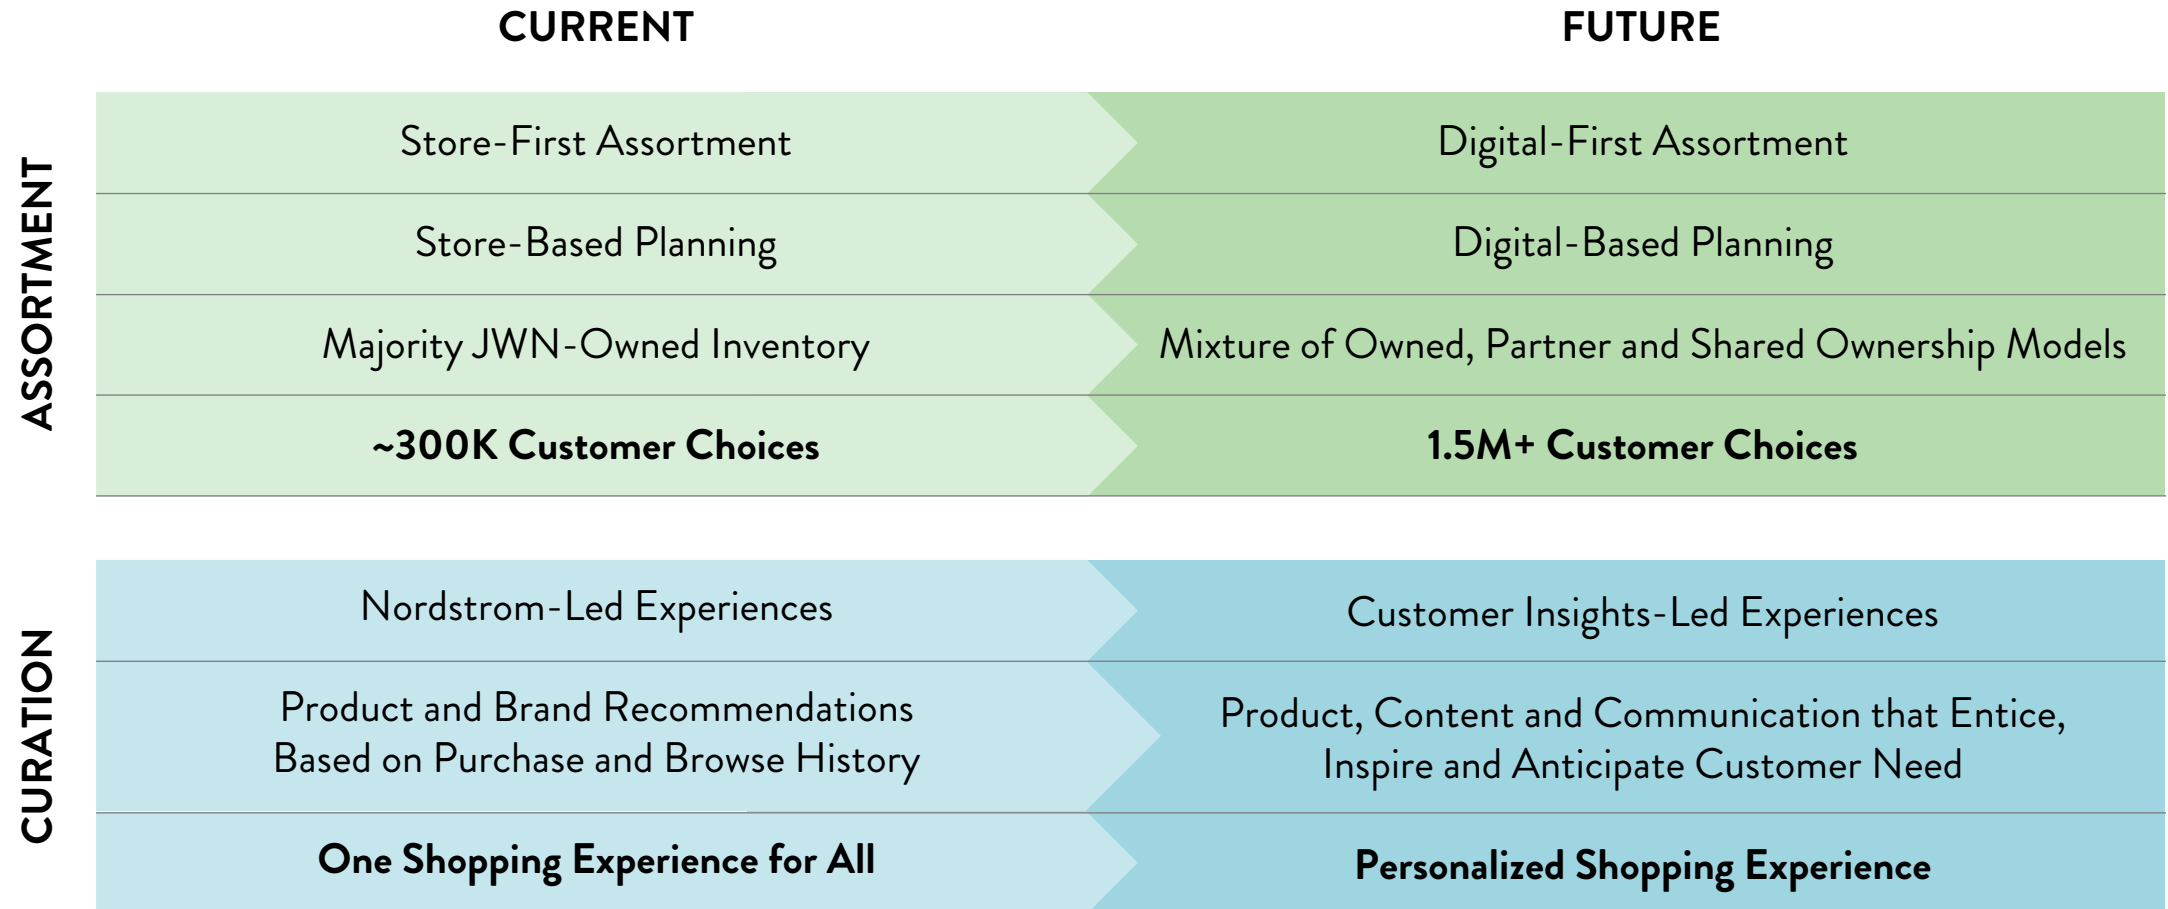 CURRENT
FUTURE
ASSORTMENT
Store-First Assortment
Digital-First Assortment
Store-Based Planning
Digital-Based Planning
Majority JWN-Owned Inventory
Mixture of Owned, Partner and Shared Ownership Models
~300K Customer Choices
1.5M+ Customer Choices
CURATION
Nordstrom-Led Experiences
Customer Insights-Led Experiences
Product and Brand Recommendations
Based on Purchase and Browse History
Product, Content and Communication that Entice,
Inspire and Anticipate Customer Need
One Shopping Experience for All
Personalized Shopping Experience